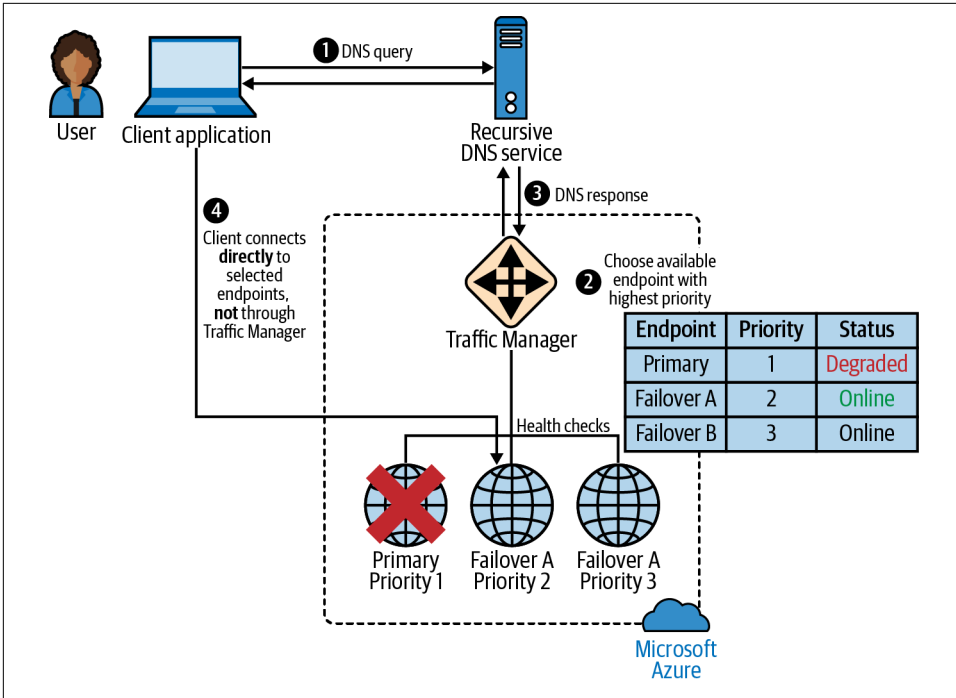 1 DNS query
User
Client application
Recursive
DNS service
3 DNS response
4
Client connects
directly to
selected
endpoints,
not through
Traffic Manager
2 Choose available
endpoint with
highest priority
Traffic Manager
Endpoint Priority Status
Primary 1 Degraded
Failover A 2 Online
Failover B 3 Online
Health checks
Primary
Priority 1
Failover A
Priority 2
Failover A
Priority 3
Microsoft
Azure